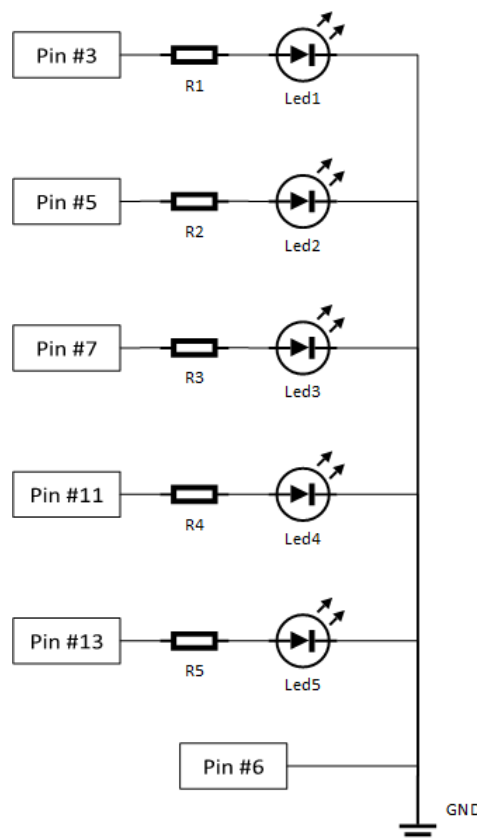 Pin #3
R1
Led1
Pin #5
R2
Led2
Pin #7
R3
Led3
Pin #11
R4
Led4
Pin #13
R5
Led5
Pin #6
GND